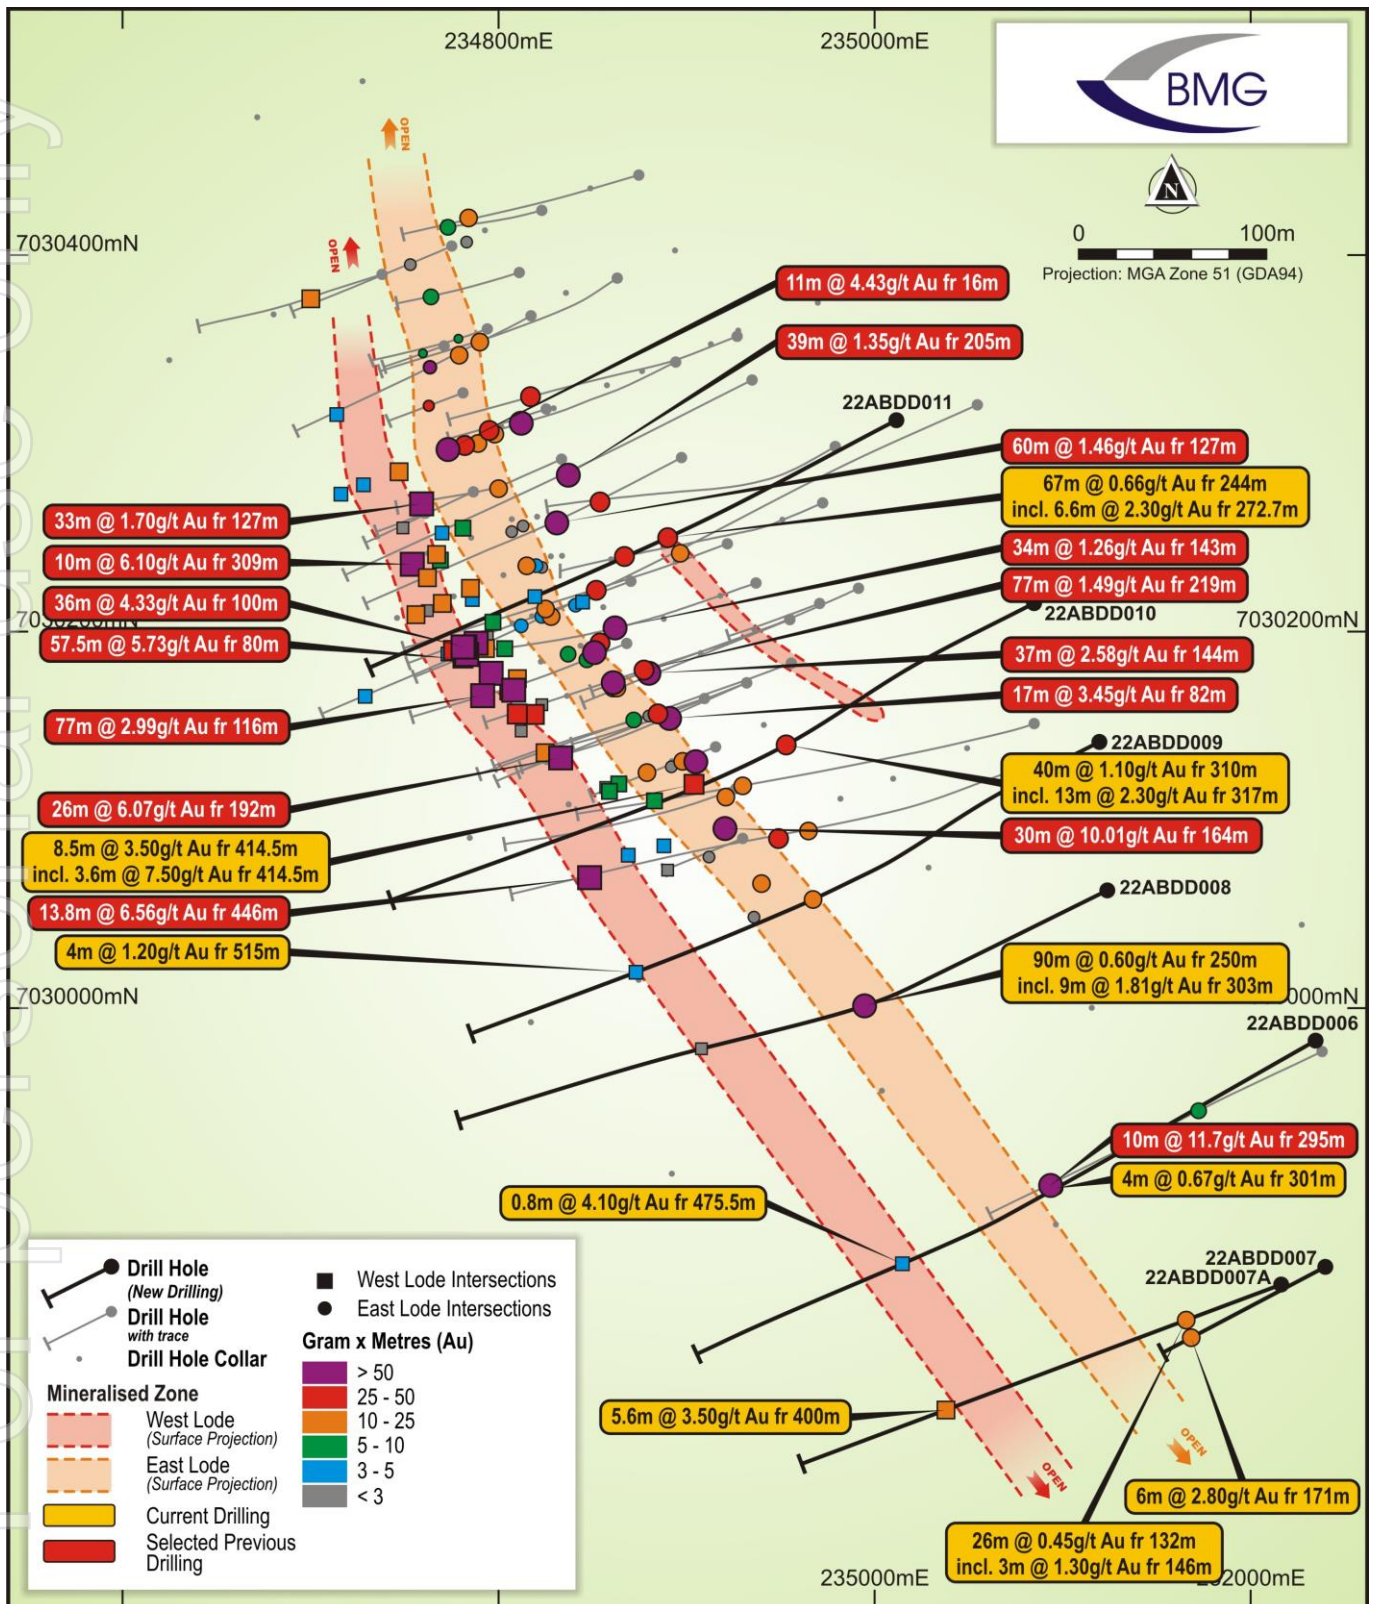 234800mE
235000mE
BMG
N
0 100m
Projection: MGA Zone 51 (GDA94)
OPEN
OPEN
7030400mN
11m @ 4.43g/t Au fr 16m
39m @ 1.35g/t Au fr 205m
22ABDD011
60m @ 1.46g/t Au fr 127m
67m @ 0.66g/t Au fr 244m
incl. 6.6m @ 2.30g/t Au fr 272.7m
33m @ 1.70g/t Au fr 127m
10m @ 6.10g/t Au fr 309m
34m @ 1.26g/t Au fr 143m
36m @ 4.33g/t Au fr 100m
77m @ 1.49g/t Au fr 219m
7030200mN
22ABDD010
7030200mN
57.5m @ 5.73g/t Au fr 80m
37m @ 2.58g/t Au fr 144m
17m @ 3.45g/t Au fr 82m
77m @ 2.99g/t Au fr 116m
22ABDD009
40m @ 1.10g/t Au fr 310m
incl. 13m @ 2.30g/t Au fr 317m
26m @ 6.07g/t Au fr 192m
30m @ 10.01g/t Au fr 164m
8.5m @ 3.50g/t Au fr 414.5m
incl. 3.6m @ 7.50g/t Au fr 414.5m
22ABDD008
13.8m @ 6.56g/t Au fr 446m
4m @ 1.20g/t Au fr 515m
90m @ 0.60g/t Au fr 250m
incl. 9m @ 1.81g/t Au fr 303m
7030000mN
000mN
22ABDD006
10m @ 11.7g/t Au fr 295m
4m @ 0.67g/t Au fr 301m
0.8m @ 4.10g/t Au fr 475.5m
22ABDD007
22ABDD007A
5.6m @ 3.50g/t Au fr 400m
OPEN
OPEN
6m @ 2.80g/t Au fr 171m
26m @ 0.45g/t Au fr 132m
incl. 3m @ 1.30g/t Au fr 146m
235000mE
232000mE
Drill Hole
(New Drilling)
Drill Hole
with trace
Drill Hole Collar
Mineralised Zone
West Lode
(Surface Projection)
East Lode
(Surface Projection)
Current Drilling
Selected Previous
Drilling
West Lode Intersections
East Lode Intersections
Gram x Metres (Au)
> 50
25 - 50
10 - 25
5 - 10
3 - 5
< 3